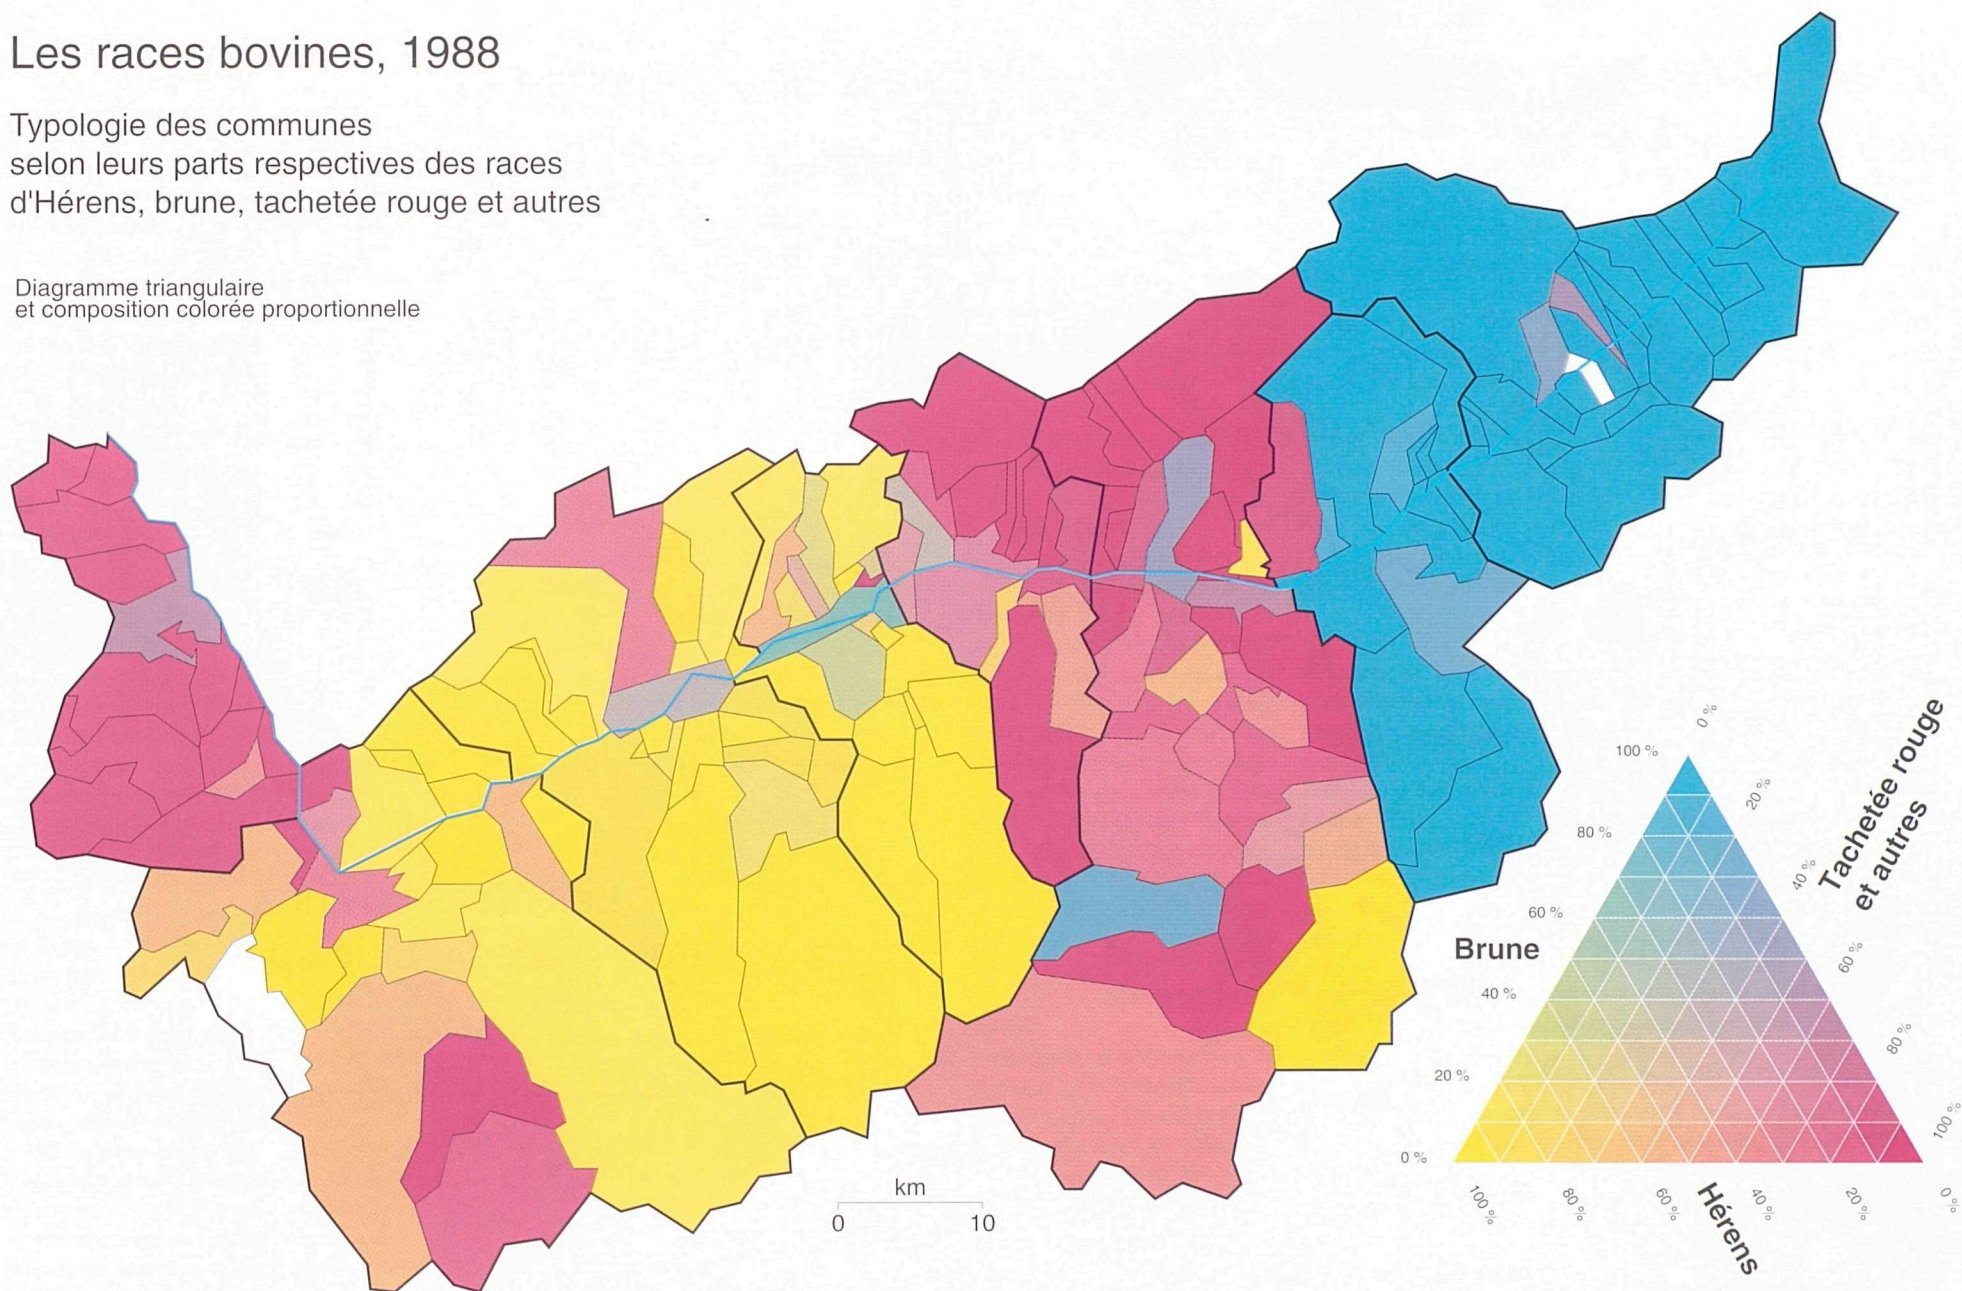 Les races bovines, 1988
Typologie des communes
selon leurs parts respectives des races
d'Hérens, brune, tachetée rouge et autres
Diagramme triangulaire
et composition colorée proportionnelle
km
0 10
Brune
100 %
80 %
60 %
40 %
20 %
0 %
Tachetée rouge
et autres
0 %
20 %
40 %
60 %
80 %
100 %
Hérens
100 %
80 %
60 %
40 %
20 %
0 %